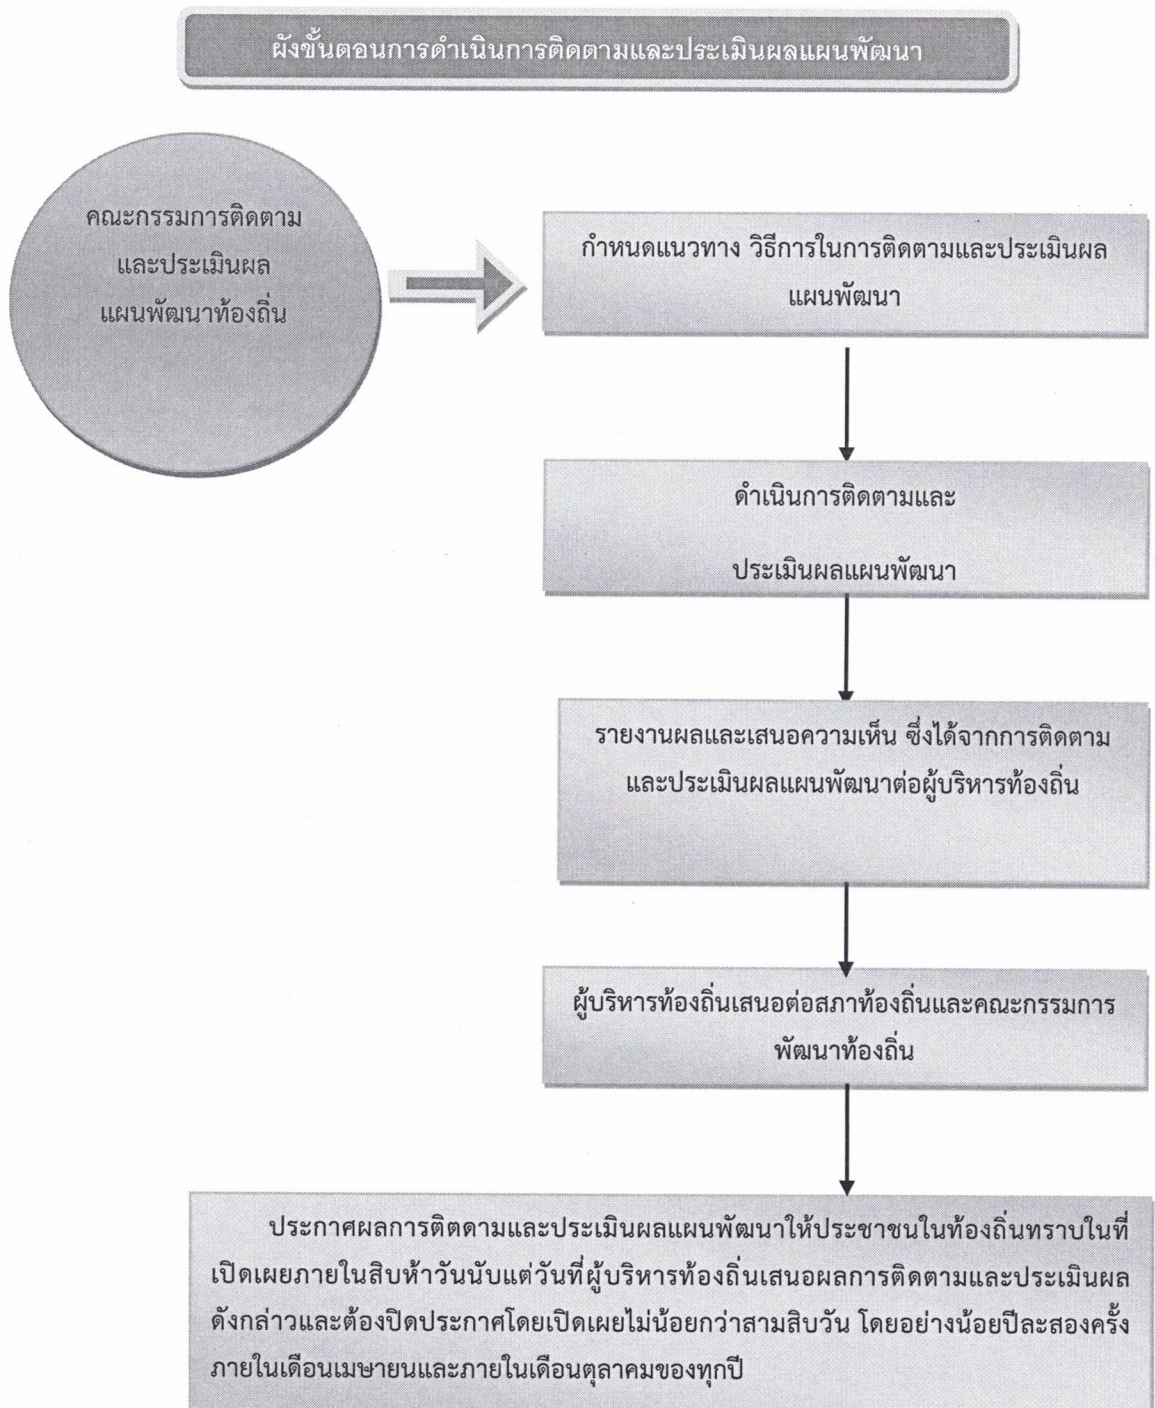 ผังขั้นตอนการดำเนินการติดตามและประเมินผลแผนพัฒนา
คณะกรรมการติดตาม
และประเมินผล
แผนพัฒนาท้องถิ่น
กำหนดแนวทาง วิธีการในการติดตามและประเมินผล
แผนพัฒนา
ดำเนินการติดตามและ
ประเมินผลแผนพัฒนา
รายงานผลและเสนอความเห็น ซึ่งได้จากการติดตาม
และประเมินผลแผนพัฒนาต่อผู้บริหารท้องถิ่น
ผู้บริหารท้องถิ่นเสนอต่อสภาท้องถิ่นและคณะกรรมการ
พัฒนาท้องถิ่น
ประกาศผลการติตดามและประเมินผลแผนพัฒนาให้ประชาชนในท้องถิ่นทราบในที่
เปิดเผยภายในสิบห้าวันนับแต่วันที่ผู้บริหารท้องถิ่นเสนอผลการติดตามและประเมินผล
ดังกล่าวและต้องปิดประกาศโดยเปิดเผยไม่น้อยกว่าสามสิบวัน โดยอย่างน้อยปีละสองครั้ง
ภายในเดือนเมษายนและภายในเดือนตุลาคมของทุกปี